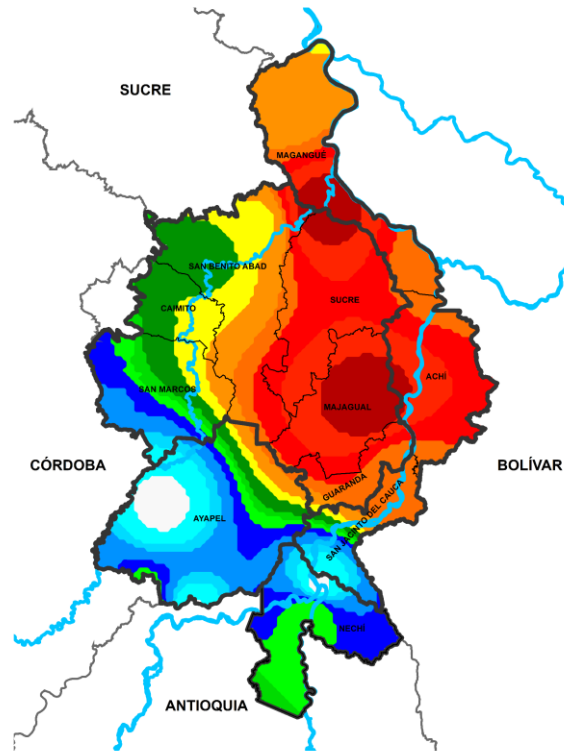 SUCRE
MAGANGUÉ
SAN BENITO ABAD
CAIMITO
SUCRE
ACHÍ
SAN MARCOS
MAJAGUAL
CÓRDOBA
BOLÍVAR
GUARANDA
AYAPEL
SAN JACINTO DEL CAUCA
NECHÍ
ANTIOQUIA